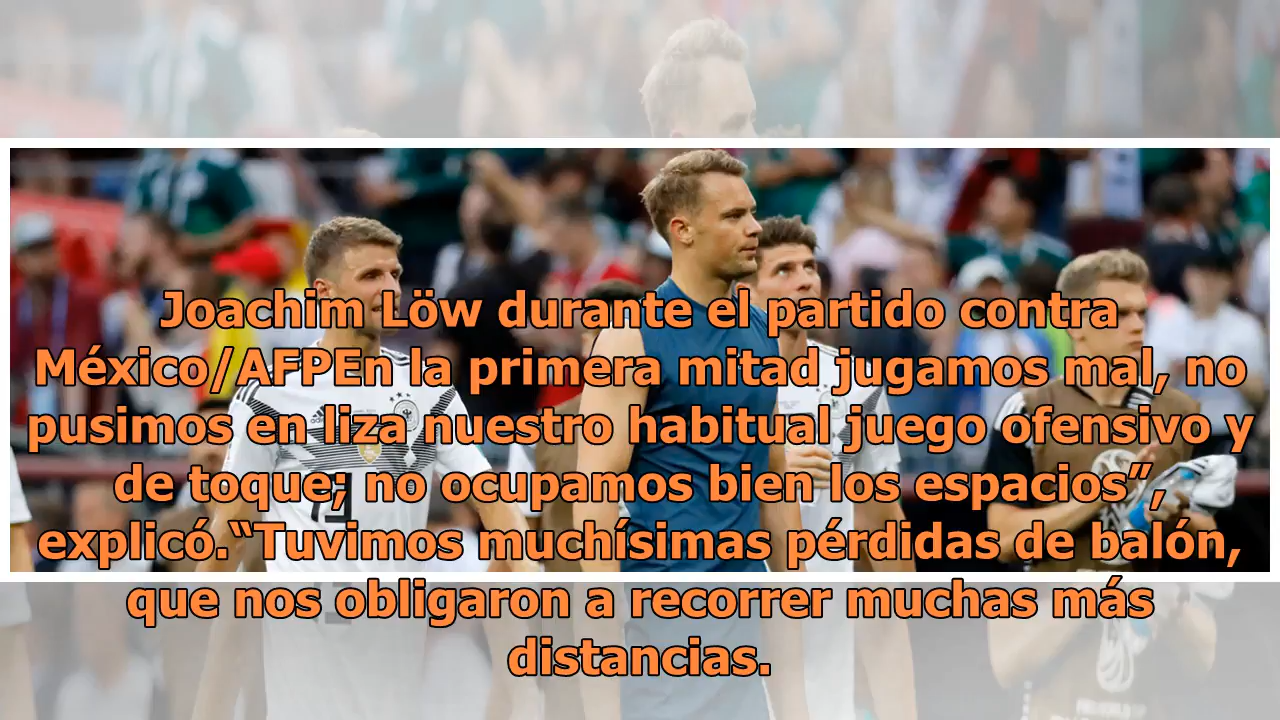 Joachim Löw durante el partido contra
México/AFPEn la primera mitad jugamos mal, no
pusimos en liza nuestro habitual juego ofensivo y
de toque; no ocupamos bien los espacios”,
explicó.“Tuvimos muchísimas pérdidas de balón,
que nos obligaron a recorrer muchas más
distancias.